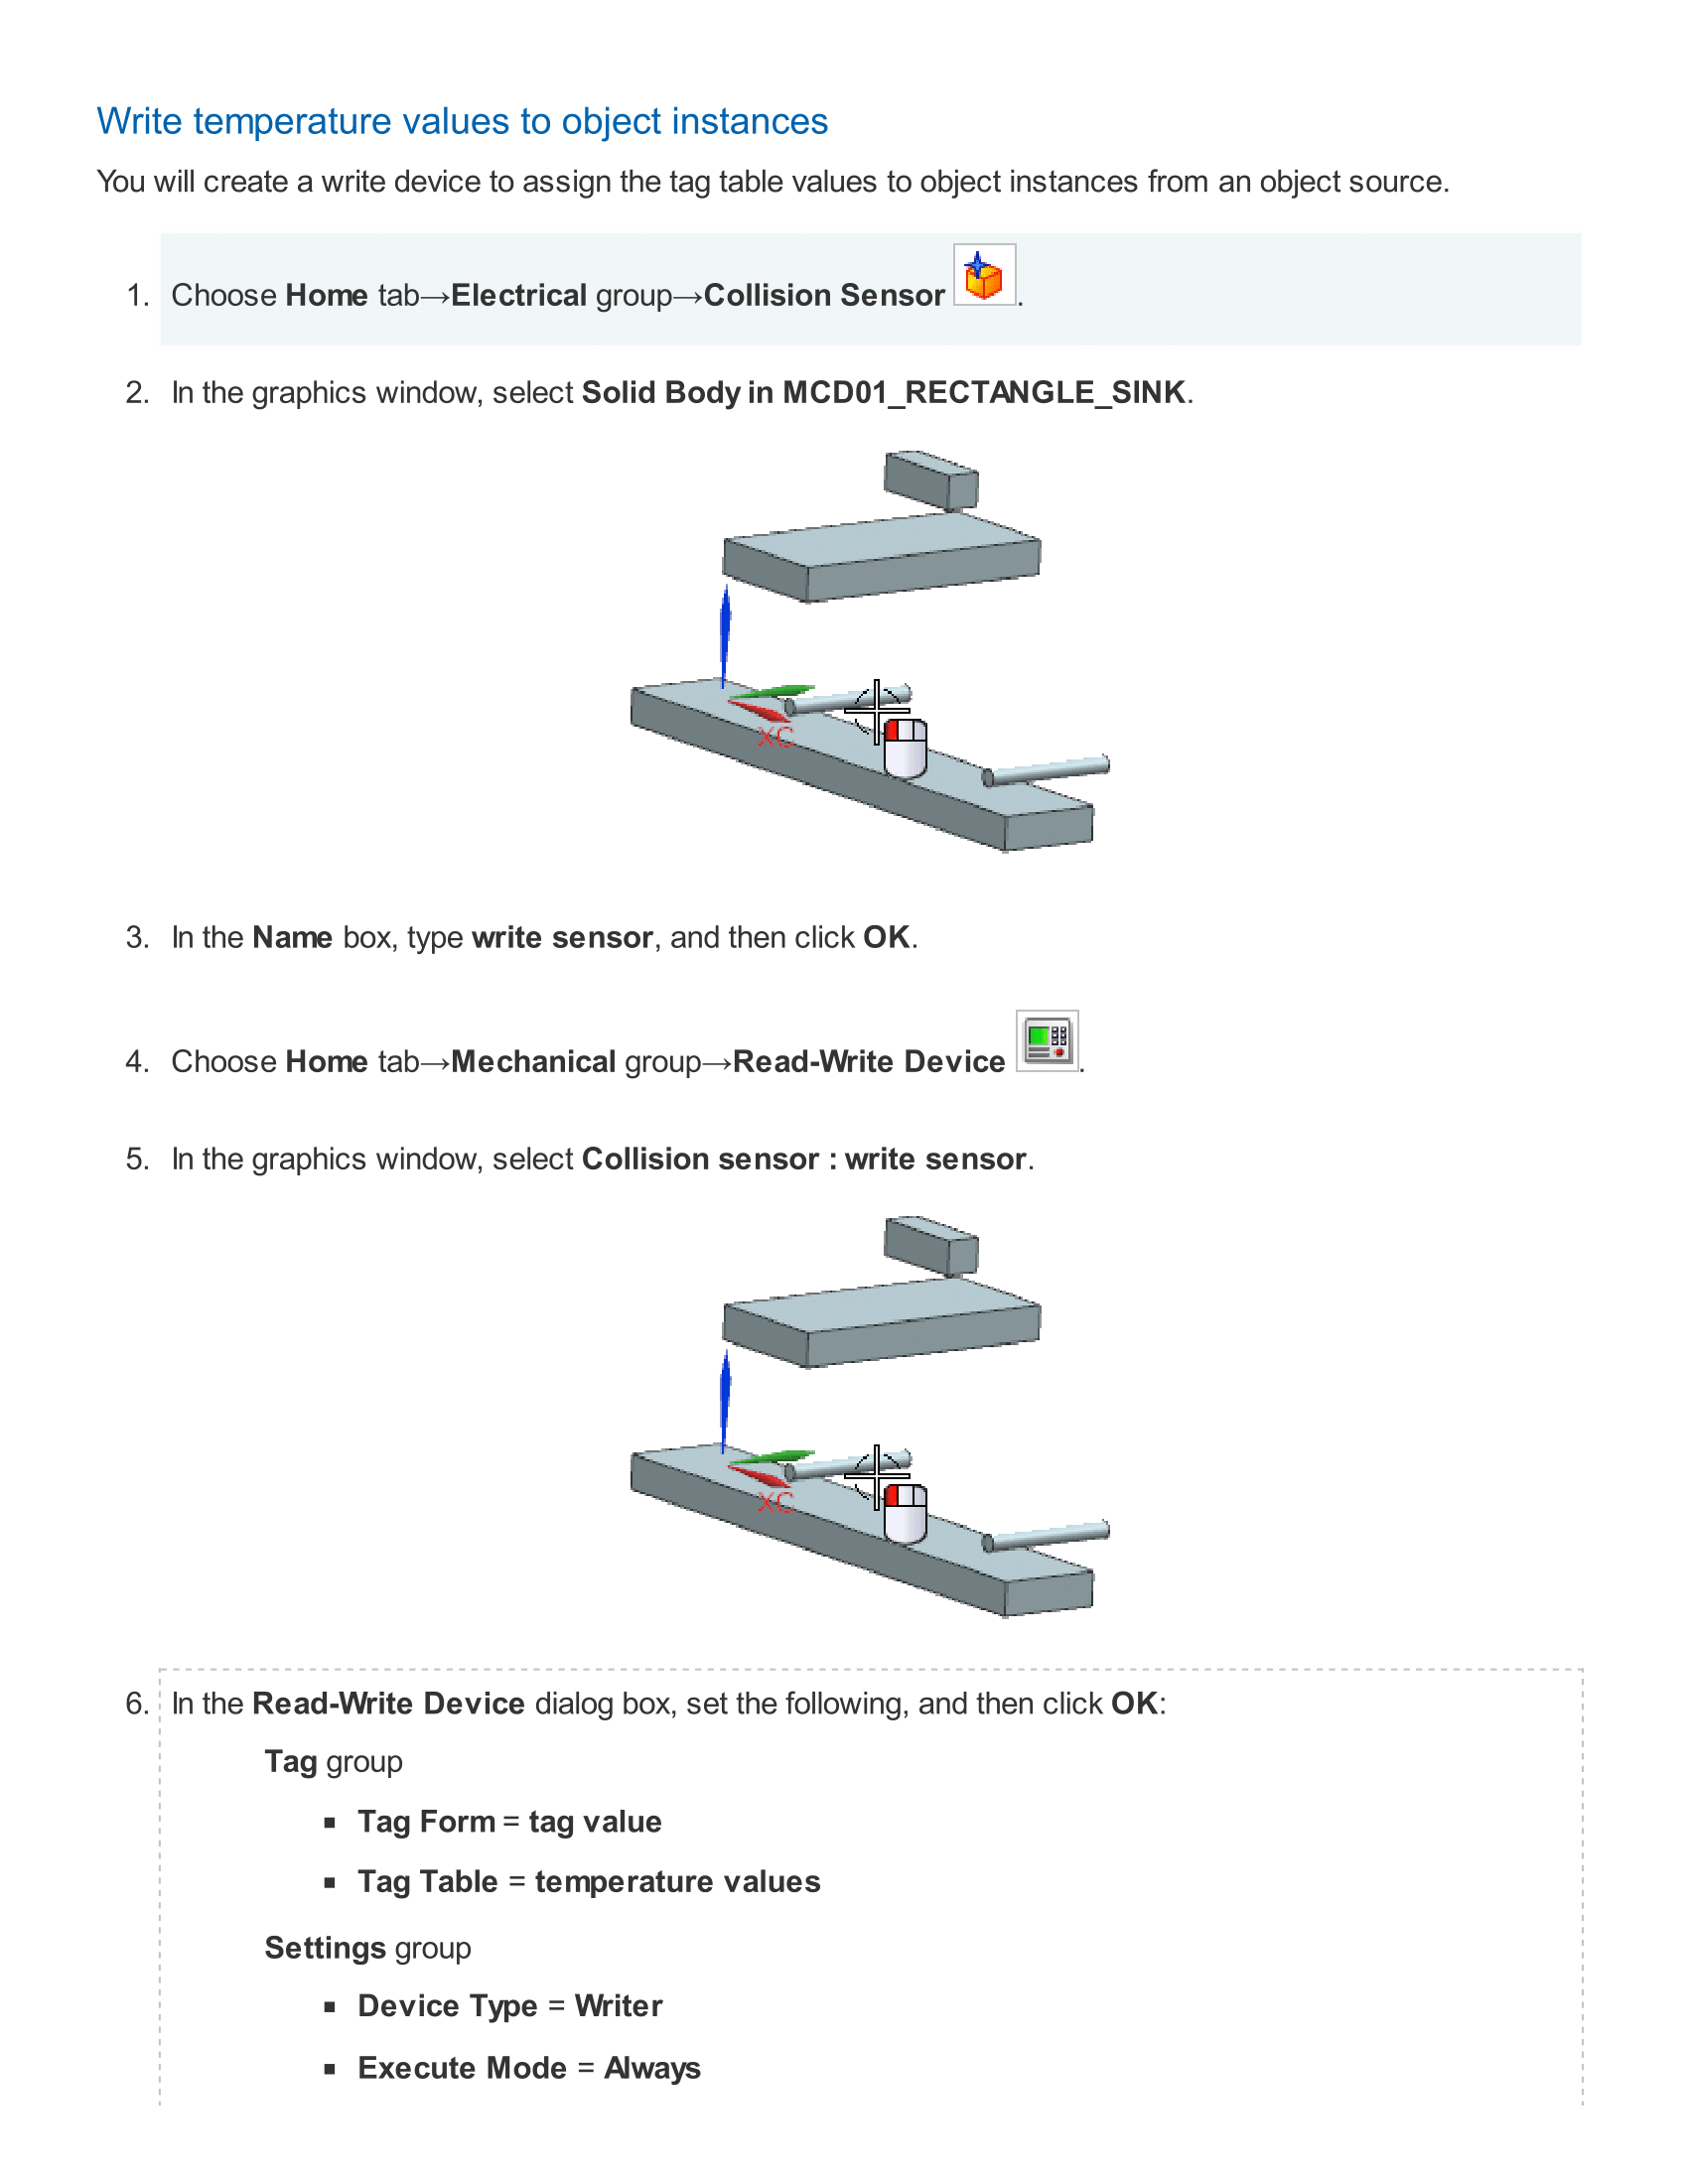 Write temperature values to object instances
You will create a write device to assign the tag table values to object instances from an object source.
1. Choose Home tab→Electrical group→Collision Sensor .
2. In the graphics window, select Solid Body in MCD01_RECTANGLE_SINK.
XC
3. In the Name box, type write sensor, and then click OK.
4. Choose Home tab→Mechanical group→Read-Write Device .
5. In the graphics window, select Collision sensor : write sensor.
XC
6. In the Read-Write Device dialog box, set the following, and then click OK:
Tag group
▪ Tag Form = tag value
▪ Tag Table = temperature values
Settings group
▪ Device Type = Writer
▪ Execute Mode = Always